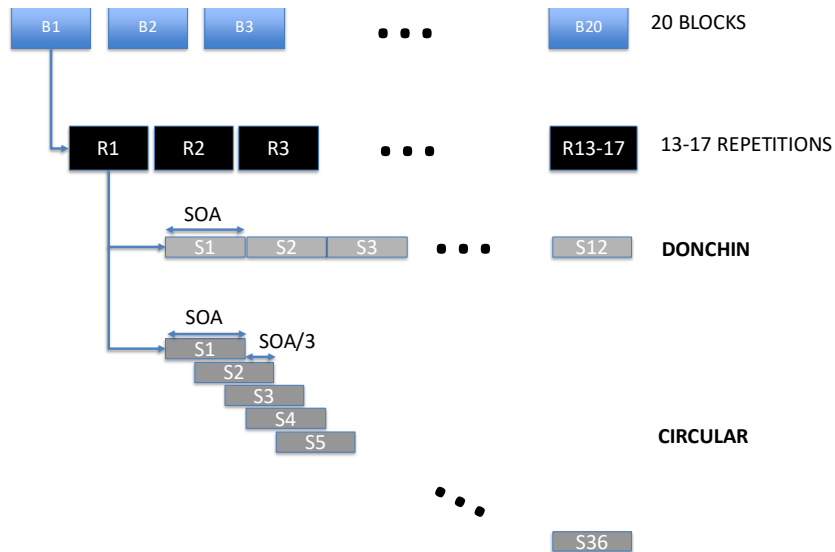 B1 B2 B3 ... B20 20 BLOCKS
R1 R2 R3 ... R13-17 13-17 REPETITIONS
SOA
S1 S2 S3 ... S12 DONCHIN
SOA
SOA/3
S1
S2
S3
S4
S5
CIRCULAR
...
S36